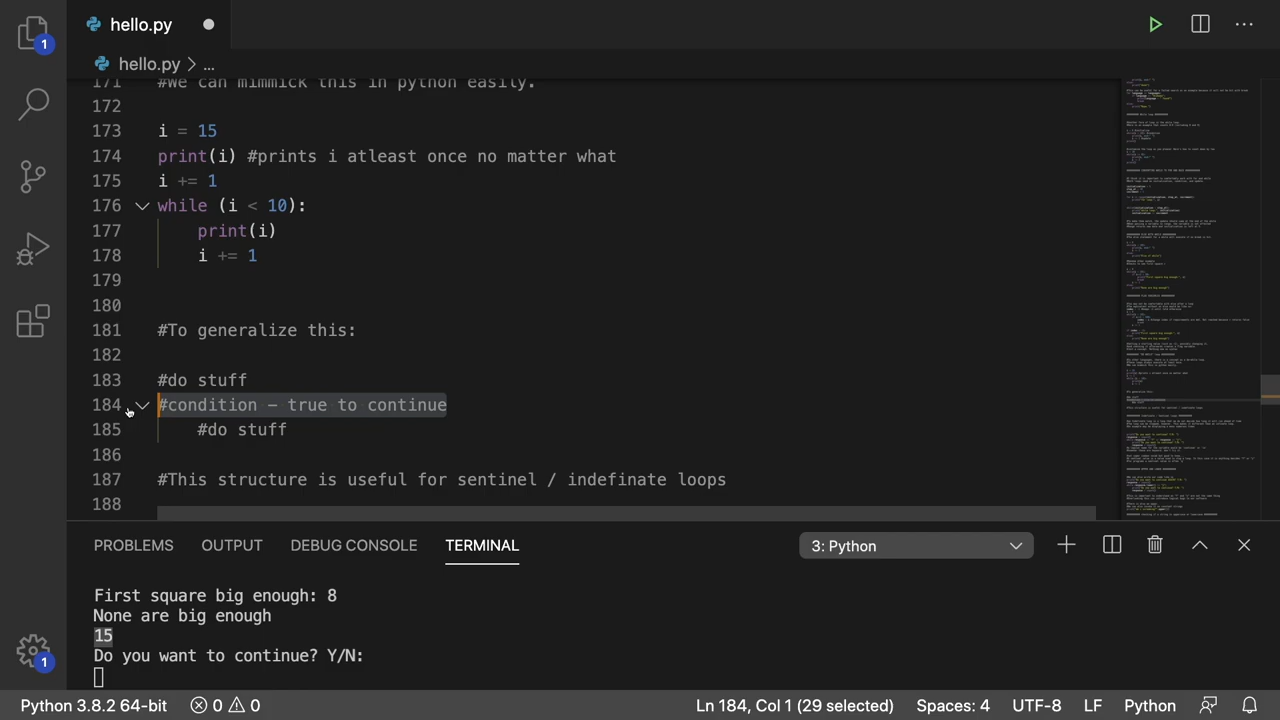 1
hello.py
hello.py > ...
171 #We can mimmick this in python easily.
172
173 i = 15
174 print(i) #prints i atleast once no matter what
175 i += 1
176 while (i < 10):
177 print(i)
178 i += 1
179
180
181 #To generalize this:
182
183 #do stuff
184 #condition - true to continue
185 #do stuff
186
187 #This structure is useful for sentinel / inderinate loops
188
PROBLEMS OUTPUT DEBUG CONSOLE TERMINAL 3: Python
First square big enough: 8
None are big enough
15
Do you want to continue? Y/N:
1
Python 3.8.2 64-bit 0 0 Ln 184, Col 1 (29 selected) Spaces: 4 UTF-8 LF Python